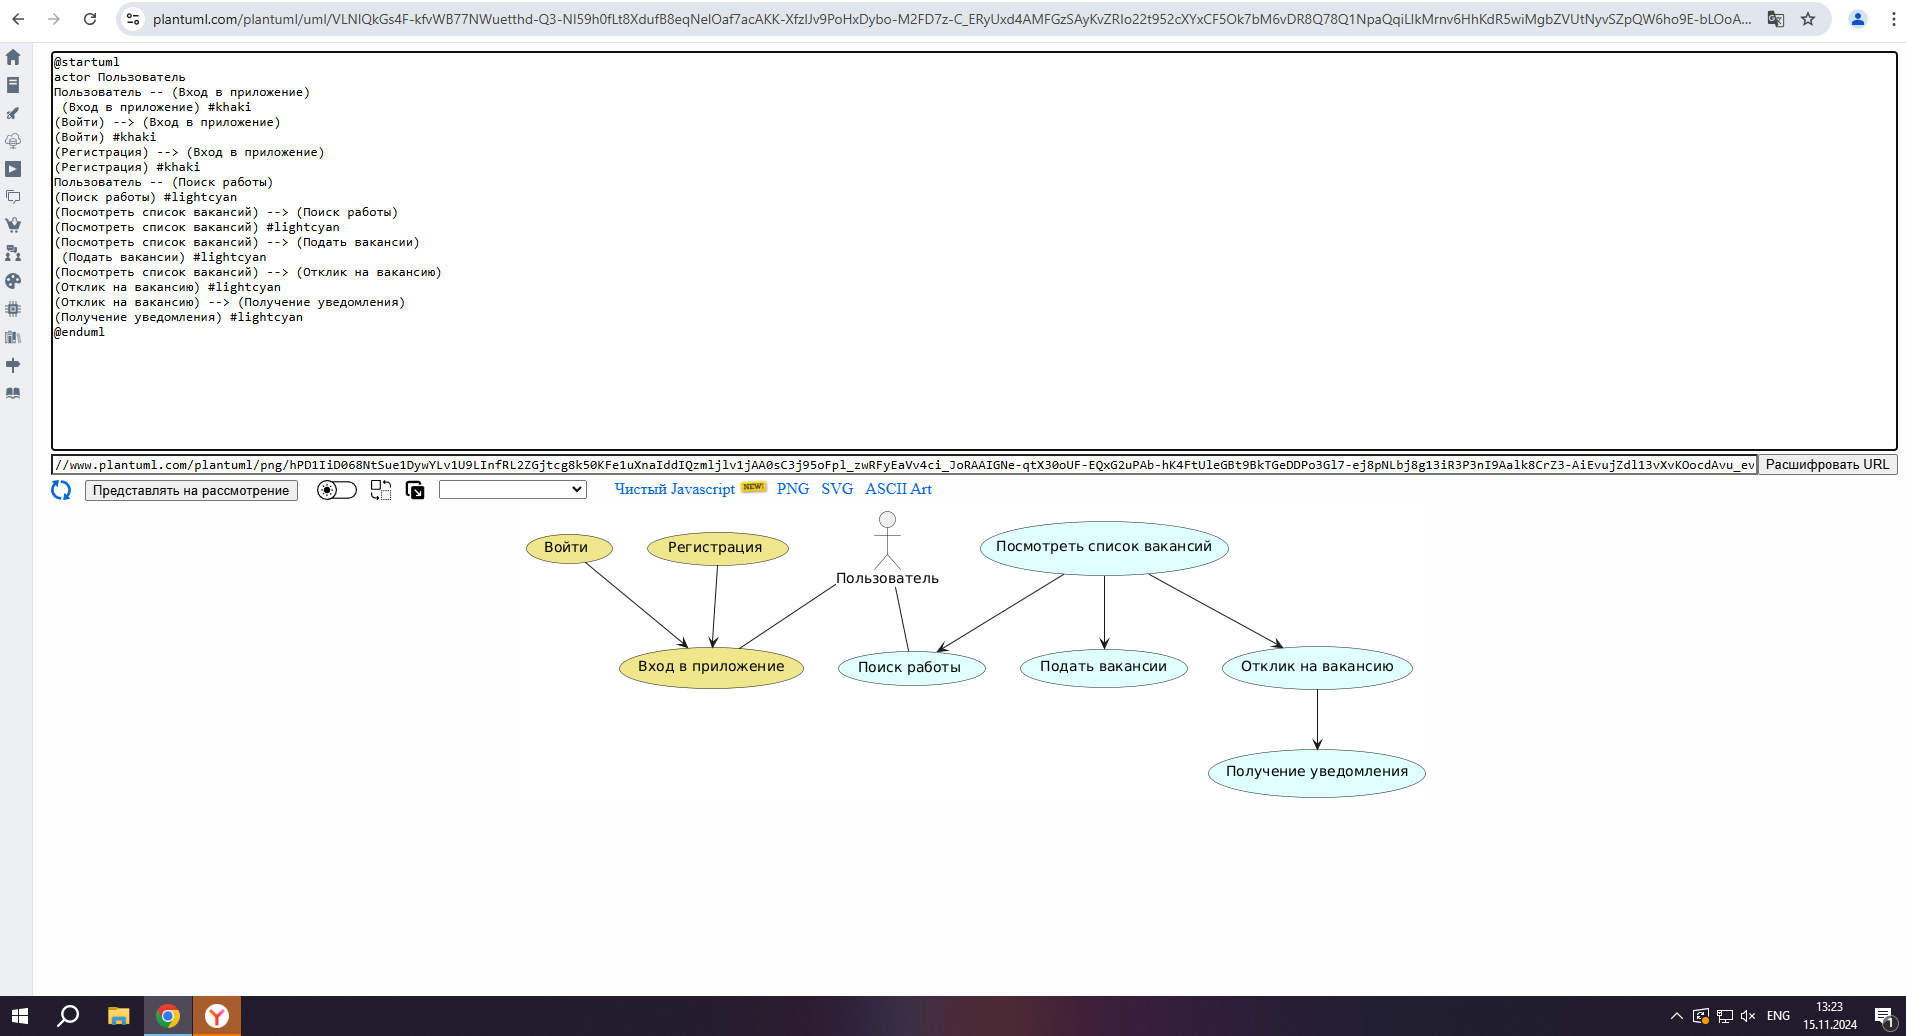 plantuml.com/plantuml/uml/VLNIQkGs4F-kfvWB77NWuetthd-Q3-NI59h0fLt8XdufB8eqNelOaf7acAKK-XfzIJv9PoHxDybo-M2FD7z-C_ERyUxd4AMFGzSAyKvZRIo22t952cXYxCF5Ok7bM6vDR8Q78Q1NpaQqiLIkMrnv6HhKdR5wiMgbZVUtNyvSZpQW6ho9E-bLOoA...
@startuml
actor Пользователь
Пользователь -- (Вход в приложение)
(Вход в приложение) #khaki
(Войти) --> (Вход в приложение)
(Войти) #khaki
(Регистрация) --> (Вход в приложение)
(Регистрация) #khaki
Пользователь -- (Поиск работы)
(Поиск работы) #lightcyan
(Посмотреть список вакансий) --> (Поиск работы)
(Посмотреть список вакансий) #lightcyan
(Посмотреть список вакансий) --> (Подать вакансии)
(Подать вакансии) #lightcyan
(Посмотреть список вакансий) --> (Отклик на вакансию)
(Отклик на вакансию) #lightcyan
(Отклик на вакансию) --> (Получение уведомления)
(Получение уведомления) #lightcyan
@enduml
//www.plantuml.com/plantuml/png/hPD1IiD068NtSue1DywYLv1U9LInfRL2ZGjtcg8k50KFe1uXnaIddIQzmljlv1jAA0sC3j95oFpl_zwRFyEaVv4ci_JoRAAIGNe-qtX30oUF-EQxG2uPAb-hK4FtUleGBt9BkTGeDDPo3Gl7-ej8pNLbj8g13iR3P3nI9Aalk8CrZ3-AiEvujZdl13vXvKOocdAvu_ev Расшифровать URL
Представлять на рассмотрение Чистый Javascript NEW! PNG SVG ASCII Art
Войти Регистрация Посмотреть список вакансий
Пользователь
Вход в приложение Поиск работы Подать вакансии Отклик на вакансию
Получение уведомления
ENG 13:23
15.11.2024 1